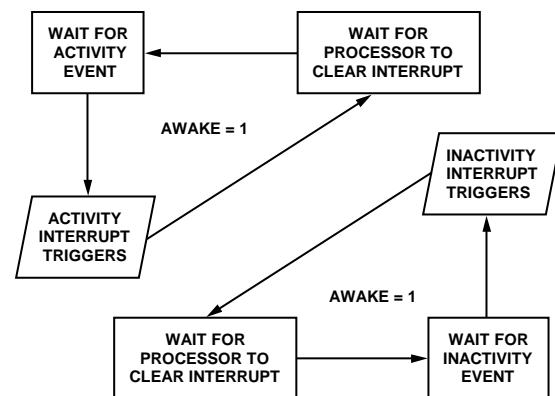 WAIT FOR
ACTIVITY
EVENT
WAIT FOR
PROCESSOR TO
CLEAR INTERRUPT
AWAKE = 1
ACTIVITY
INTERRUPT
TRIGGERS
INACTIVITY
INTERRUPT
TRIGGERS
AWAKE = 1
WAIT FOR
PROCESSOR TO
CLEAR INTERRUPT
WAIT FOR
INACTIVITY
EVENT